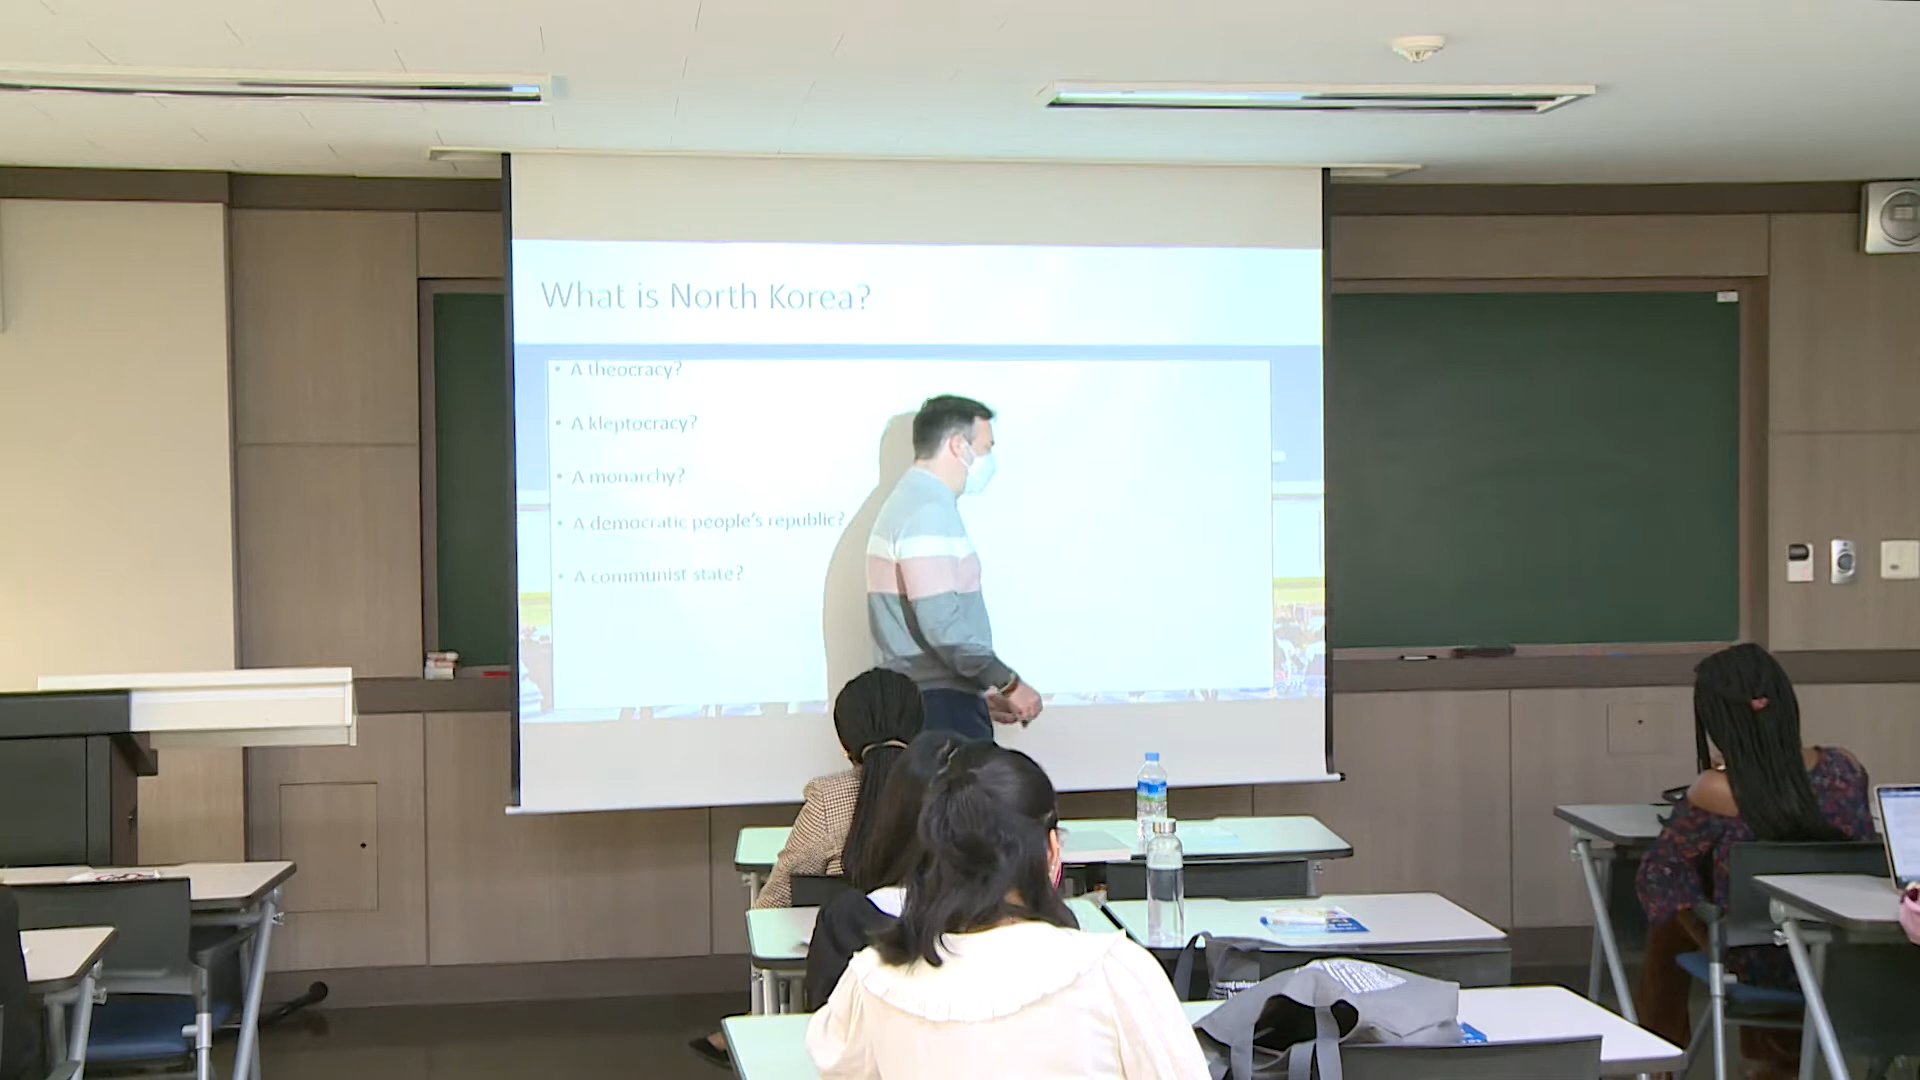 What is North Korea?
• A theocracy?
• A kleptocracy?
• A monarchy?
• A democratic people's republic?
• A communist state?